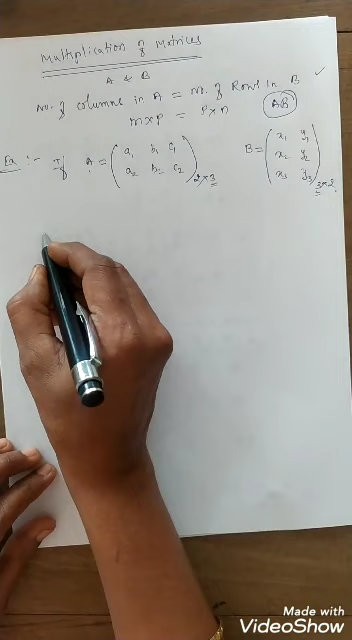 Multiplication of Matrices
A & B
No. of columns in A = No. of Rows in B ✓
m×p = p×n AB
Ex :- If A = ( a₁ b₁ c₁ B = ( x₁ y₁
a₂ b₂ c₂ )₂×₃ x₂ y₂
x₃ y₃ )₃×₂.
Made with
VideoShow